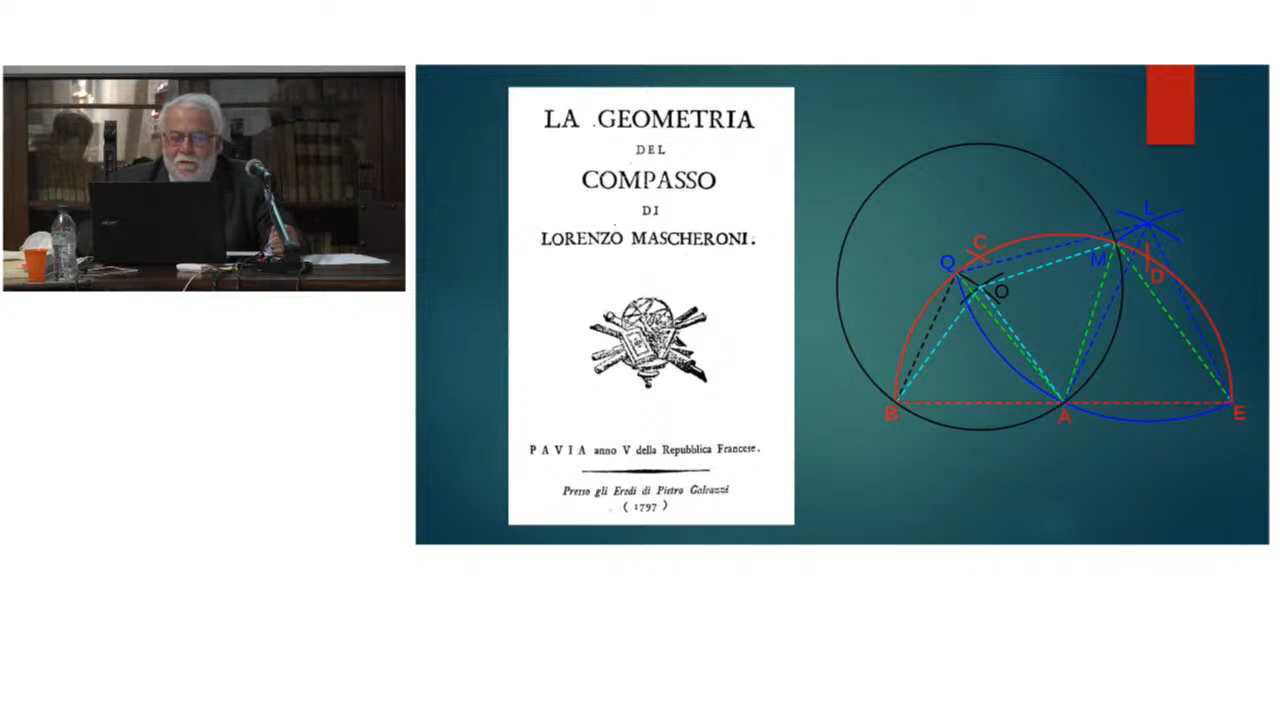 LA GEOMETRIA
DEL
COMPASSO
DI
LORENZO MASCHERONI.
PAVIA anno V della Repubblica Francese.
Presso gli Eredi di Pietro Galeazzi
( 1797 )
L
C
Q
M
D
O
B
A
E
acer